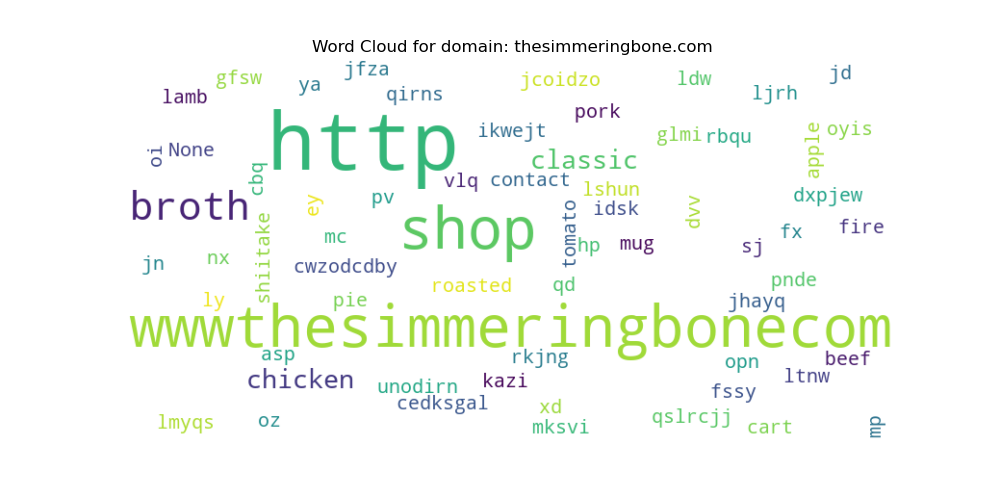 Word Cloud for domain: thesimmeringbone.com
jfza
gfsw
ya
jcoidzo
ldw
jd
lamb
qirns
ljrh
pork
http
ikwejt
glmi
rbqu
apple
oyis
oi
None
classic
cbq
vlq
contact
lshun
dxpjew
broth
ey
pv
shop
tomato
idsk
dvv
fx
fire
mc
hp
mug
sj
jn
nx
shiitake
cwzodcdby
roasted
qd
pnde
ly
pie
jhayq
wwwthesimmeringbonecom
asp
rkjng
opn
beef
chicken
unodirn
kazi
ltnw
cedksgal
fssy
lmyqs
oz
xd
mksvi
qslrcjj
cart
mp